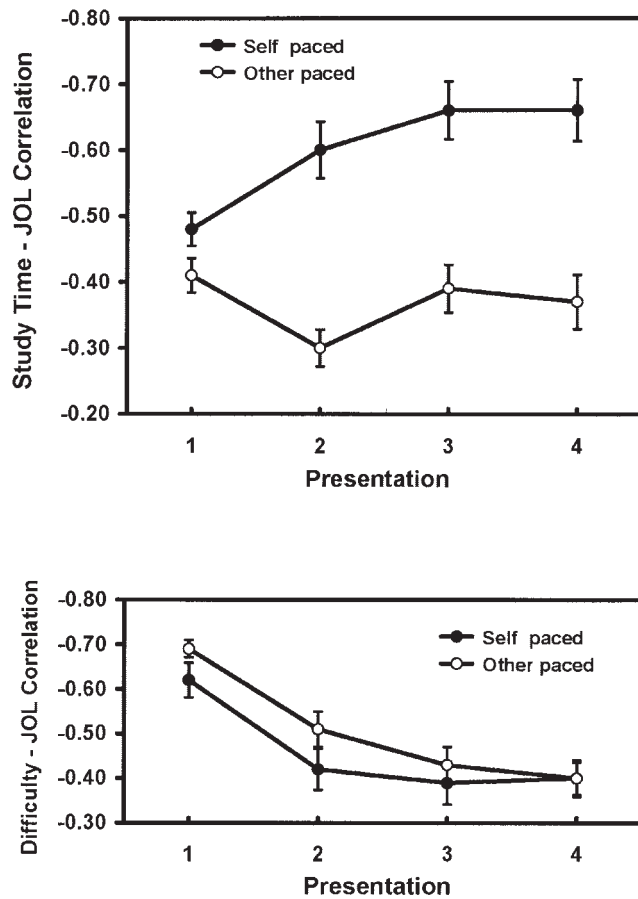 Study Time - JOL Correlation
-0.80
-0.70
-0.60
-0.50
-0.40
-0.30
-0.20
Self paced
Other paced
1 2 3 4
Presentation
Difficulty - JOL Correlation
-0.80
-0.70
-0.60
-0.50
-0.40
-0.30
Self paced
Other paced
1 2 3 4
Presentation